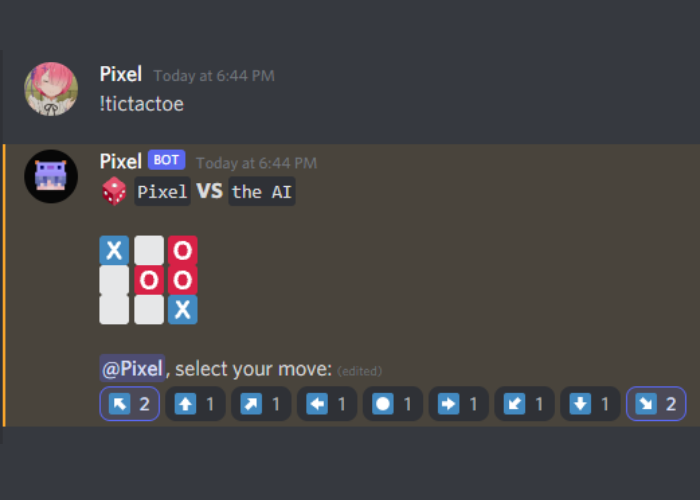 Pixel Today at 6:44 PM
!tictactoe
Pixel BOT Today at 6:44 PM
Pixel VS the AI
X O
O O
X
@Pixel, select your move: (edited)
2 1 1 1 1 1 1 1 2